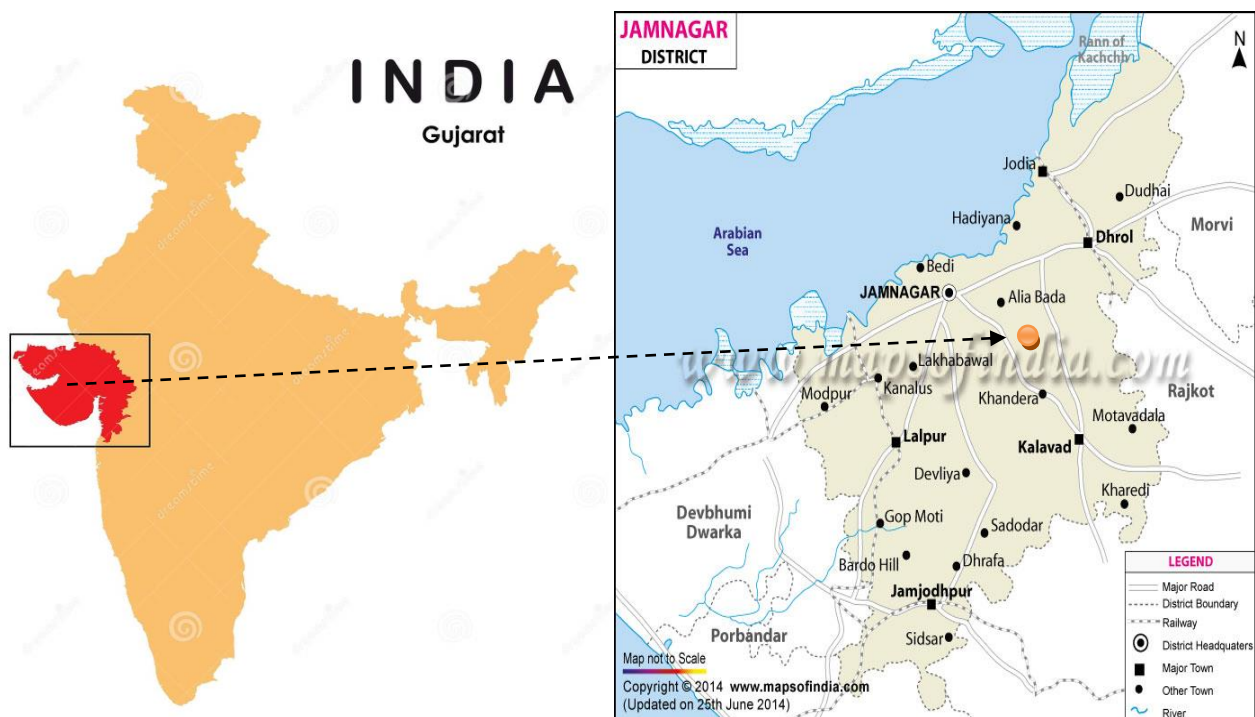 INDIA
Gujarat
JAMNAGAR
DISTRICT
N
Rann of
Kachchh
Jodia
Dudhai
Hadiyana
Morvi
Arabian
Sea
Dhrol
Bedi
JAMNAGAR
Alia Bada
www.mapsofindia.com
Lakhabawal
Kanalus
Modpur
Khandera
Rajkot
Motavadala
Lalpur
Kalavad
Devliya
Kharedi
Devbhumi
Dwarka
Gop Moti
Sadodar
Bardo Hill
Dhrafa
Jamjodhpur
Porbandar
Sidsar
Map not to Scale
Copyright © 2014 www.mapsofindia.com
(Updated on 25th June 2014)
LEGEND
Major Road
District Boundary
Railway
District Headquaters
Major Town
Other Town
River